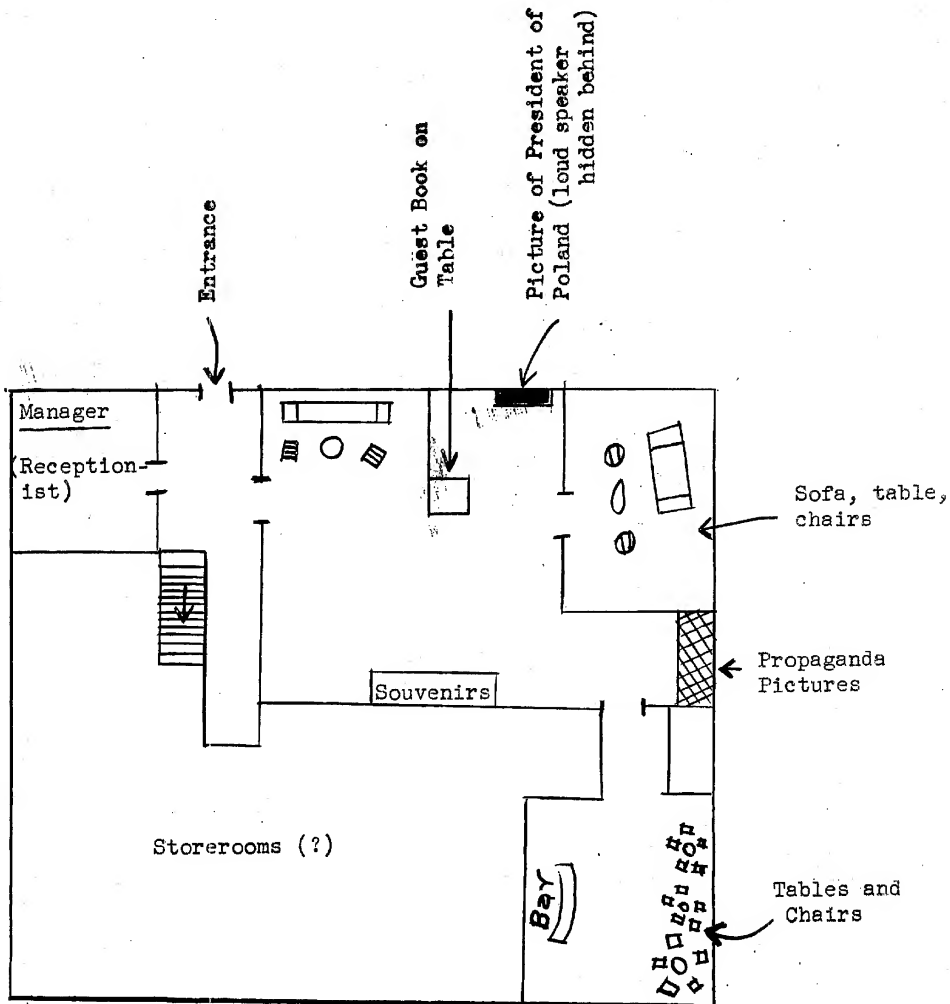 Entrance
Guest Book on
Table
Picture of President of
Poland (loud speaker
hidden behind)
Manager
(Reception-
ist)
Sofa, table,
chairs
Propaganda
Pictures
Souvenirs
Storerooms (?)
Bar
Tables and
Chairs